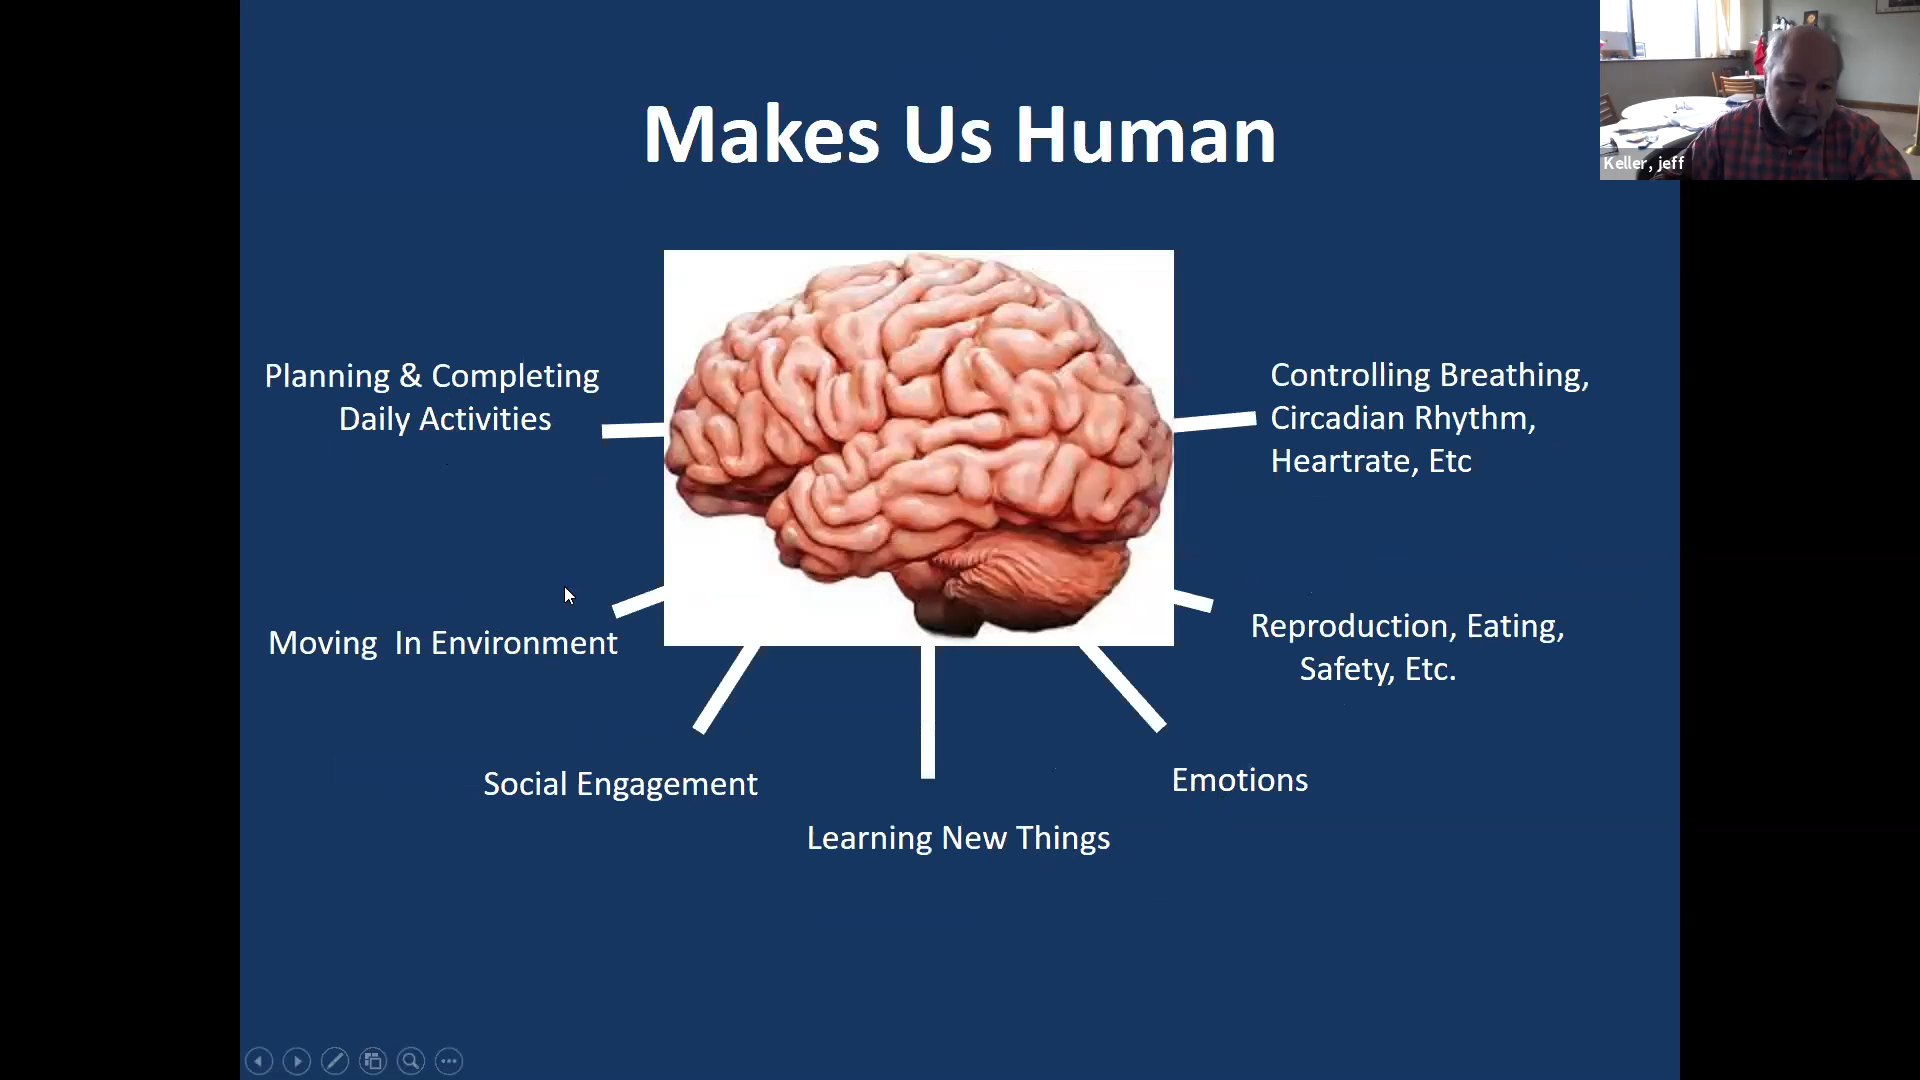 Makes Us Human
Keller, jeff
Planning & Completing
Daily Activities
Controlling Breathing,
Circadian Rhythm,
Heartrate, Etc
Moving  In Environment
Reproduction, Eating,
Safety, Etc.
Social Engagement
Emotions
Learning New Things